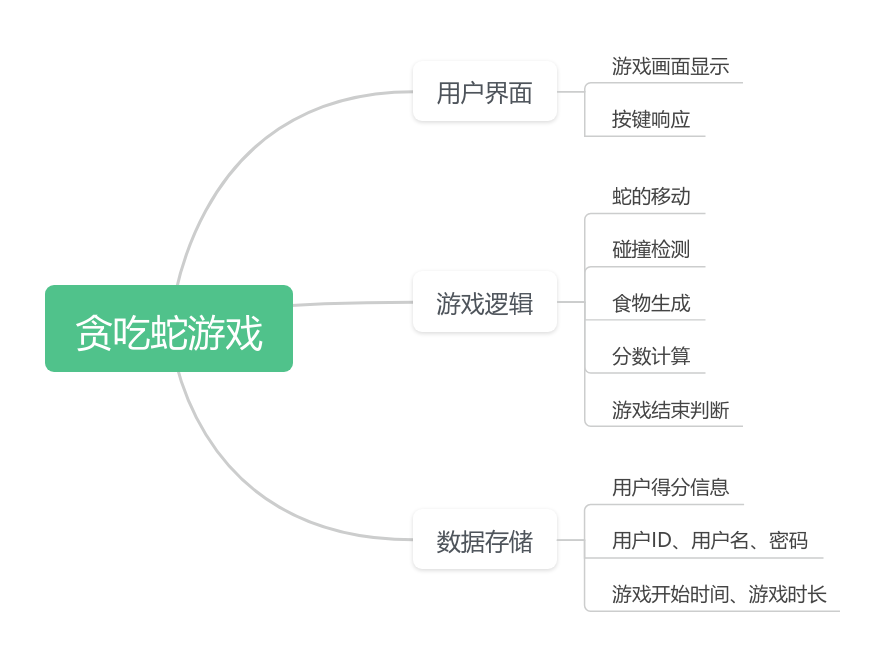 贪吃蛇游戏
用户界面
游戏画面显示
按键响应
游戏逻辑
蛇的移动
碰撞检测
食物生成
分数计算
游戏结束判断
数据存储
用户得分信息
用户ID、用户名、密码
游戏开始时间、游戏时长